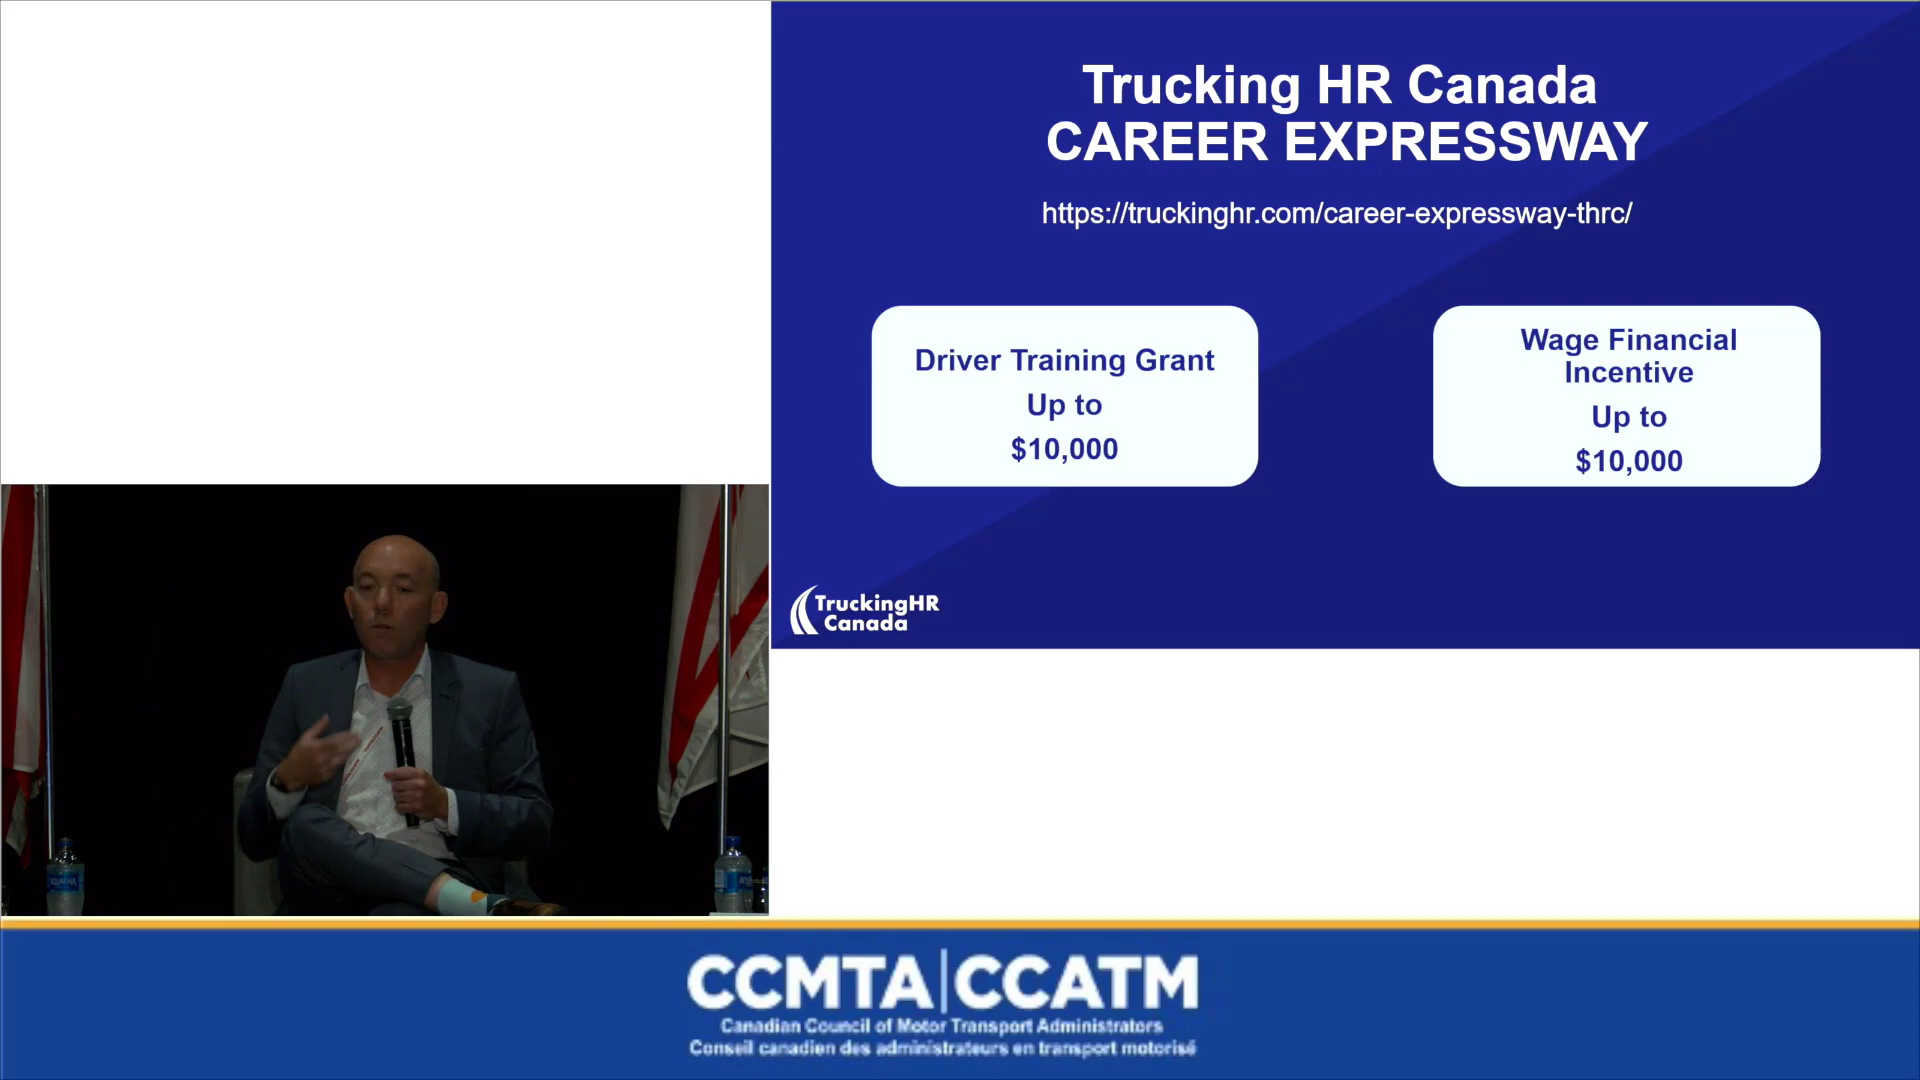 Trucking HR Canada
CAREER EXPRESSWAY
https://truckinghr.com/career-expressway-thrc/
Driver Training Grant
Up to
$10,000
Wage Financial
Incentive
Up to
$10,000
TruckingHR
Canada
CCMTA|CCATM
Canadian Council of Motor Transport Administrators
Conseil canadien des administrateurs en transport motorisé